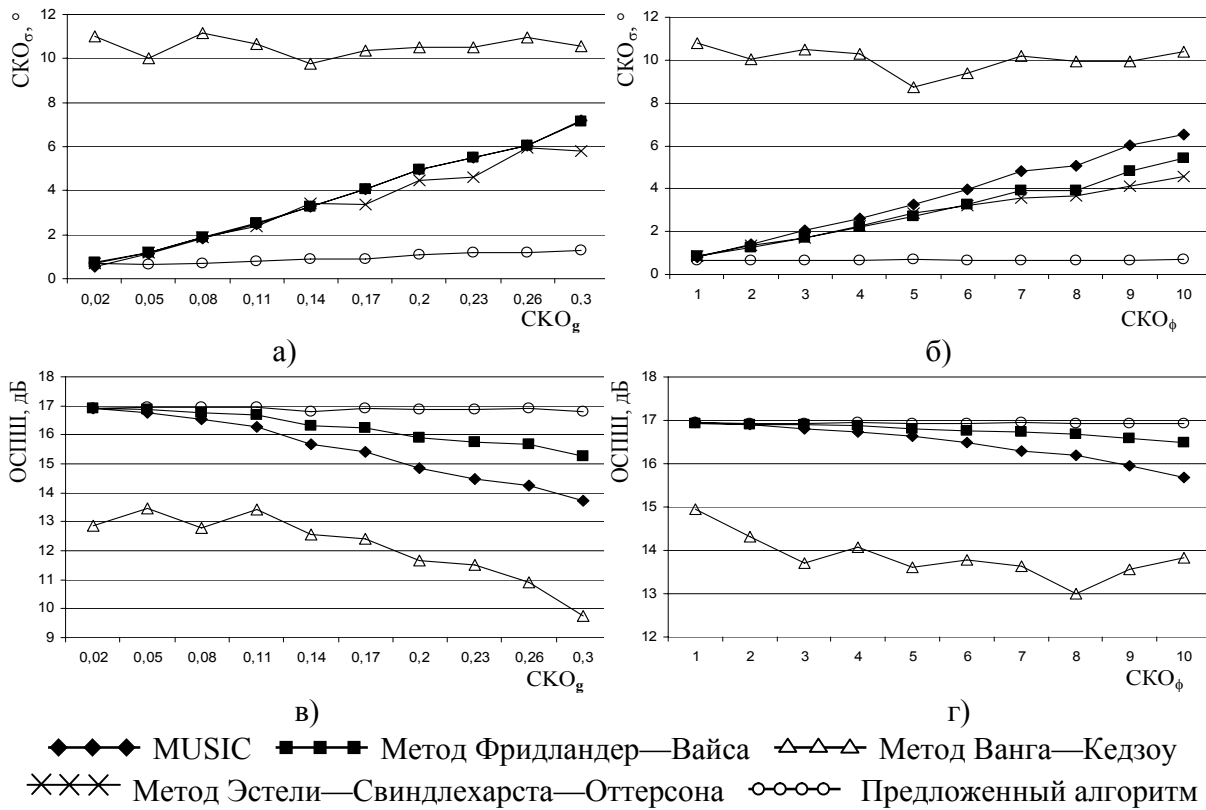 СКОσ, °
12
10
8
6
4
2
0
0,02 0,05 0,08 0,11 0,14 0,17 0,2 0,23 0,26 0,3
СКОg
а)
СКОσ, °
12
10
8
6
4
2
0
1 2 3 4 5 6 7 8 9 10
СКОϕ
б)
ОСПШ, дБ
18
17
16
15
14
13
12
11
10
9
0,02 0,05 0,08 0,11 0,14 0,17 0,2 0,23 0,26 0,3
СКОg
в)
ОСПШ, дБ
18
17
16
15
14
13
12
1 2 3 4 5 6 7 8 9 10
СКОϕ
г)
MUSIC Метод Фридландер—Вайса Метод Ванга—Кедзоу
Метод Эстели—Свиндлехарста—Оттерсона Предложенный алгоритм